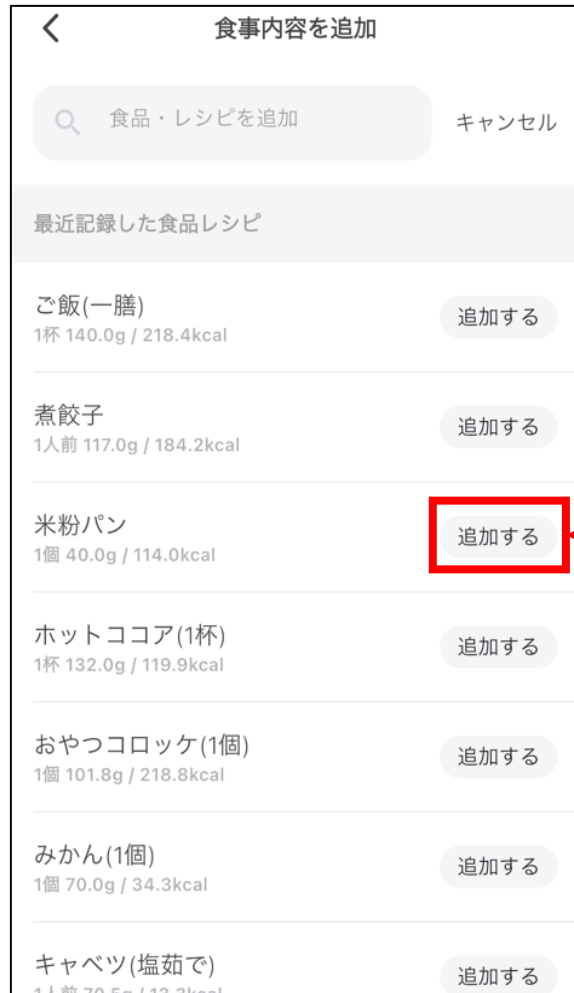 食事内容を追加
食品・レシピを追加
キャンセル
最近記録した食品レシピ
ご飯(一膳)
追加する
1杯 140.0g / 218.4kcal
煮餃子
追加する
1人前 117.0g / 184.2kcal
米粉パン
追加する
1個 40.0g / 114.0kcal
ホットココア(1杯)
追加する
1杯 132.0g / 119.9kcal
おやつコロッケ(1個)
追加する
1個 101.8g / 218.8kcal
みかん(1個)
追加する
1個 70.0g / 34.3kcal
キャベツ(塩茹で)
追加する